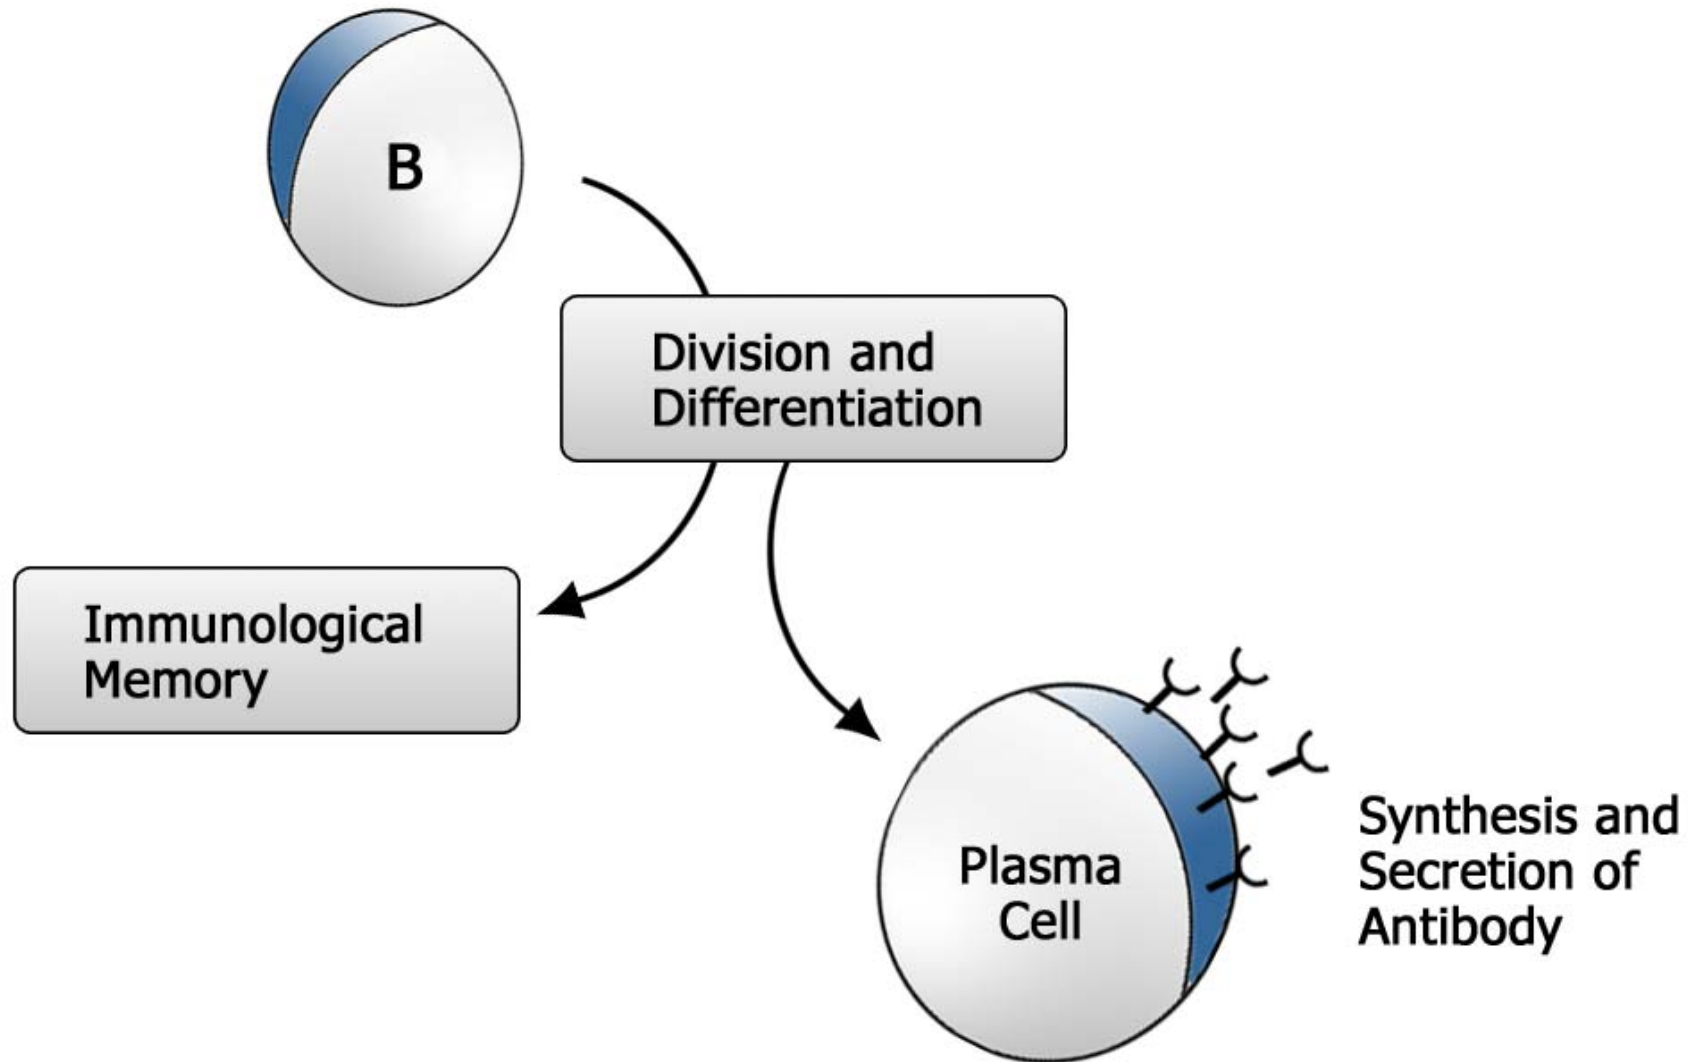 B
Division and
Differentiation
Immunological
Memory
Plasma
Cell
Synthesis and
Secretion of
Antibody